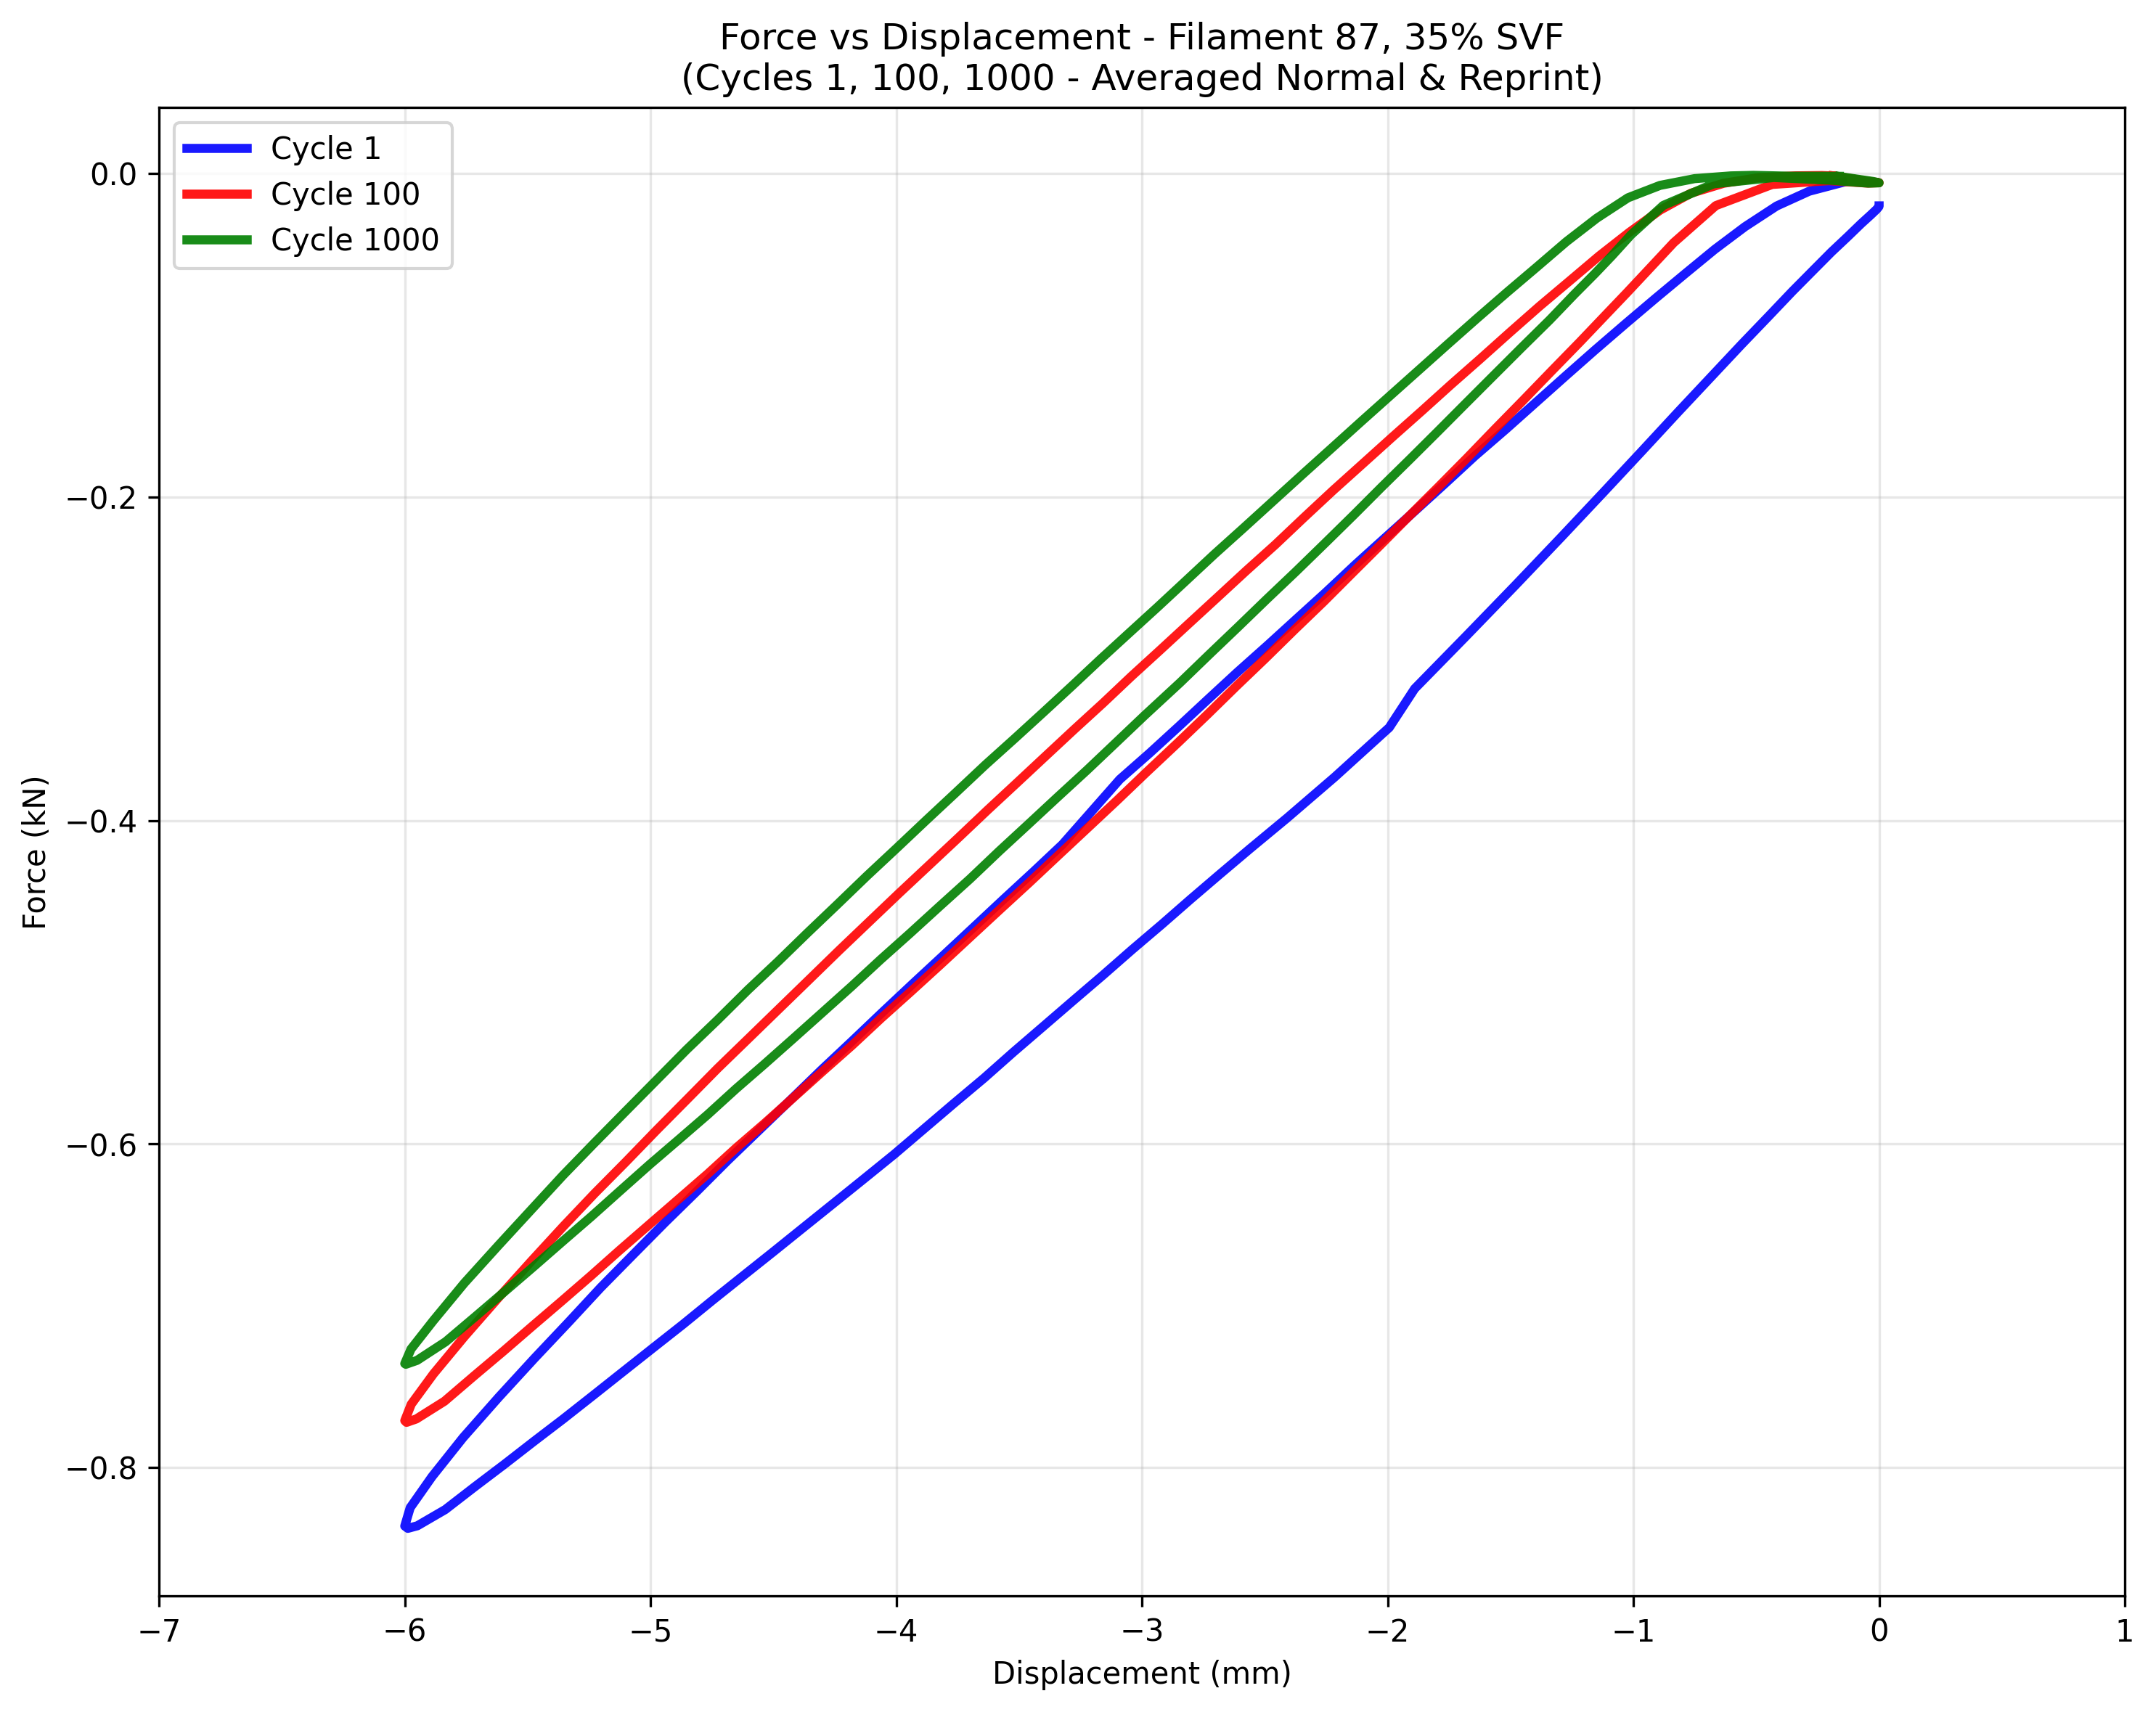 Force vs Displacement - Filament 87, 35% SVF
(Cycles 1, 100, 1000 - Averaged Normal & Reprint)
Cycle 1
Cycle 100
Cycle 1000
0.0
−0.2
−0.4
−0.6
−0.8
Force (kN)
−7
−6
−5
−4
−3
−2
−1
0
1
Displacement (mm)